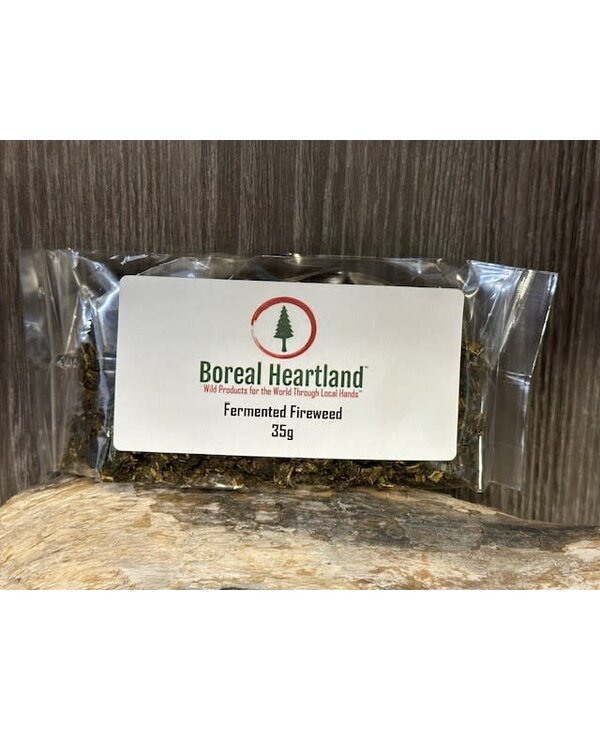 Boreal Heartland™
Wild Products for the World Through Local Hands™
Fermented Fireweed
35g